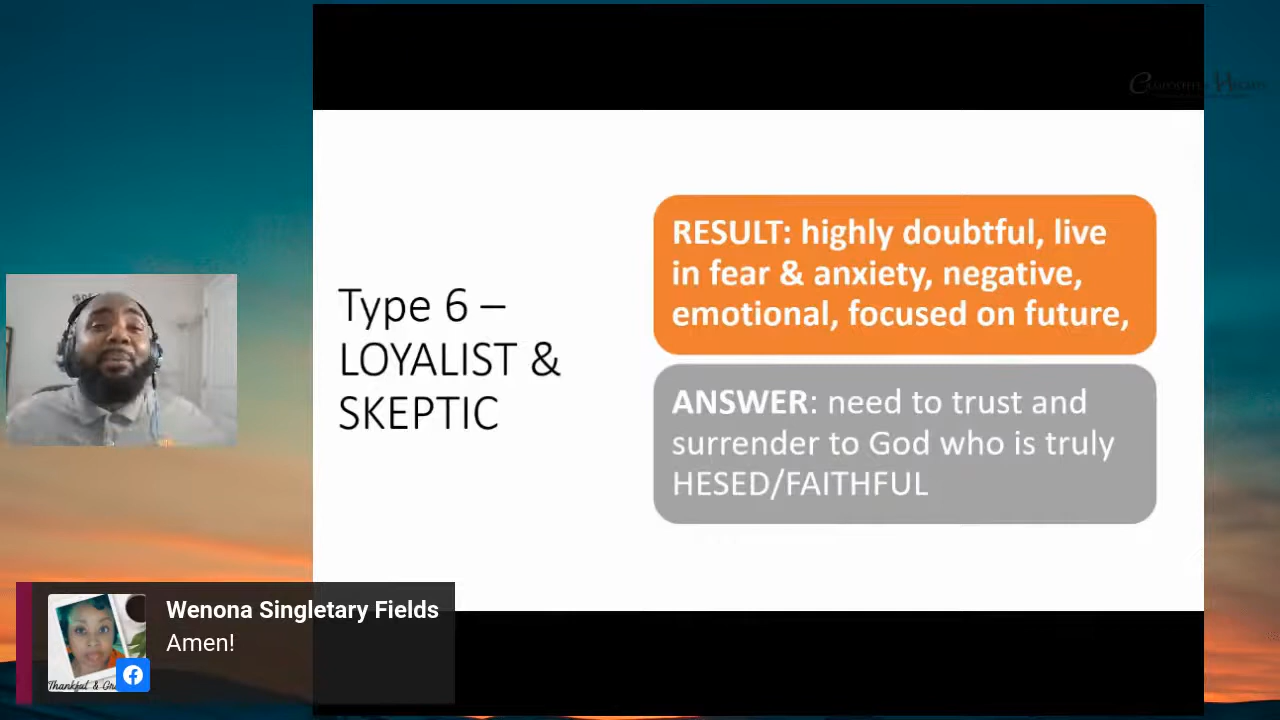 Type 6 –
LOYALIST &
SKEPTIC
RESULT: highly doubtful, live
in fear & anxiety, negative,
emotional, focused on future,
ANSWER: need to trust and
surrender to God who is truly
HESED/FAITHFUL
Wenona Singletary Fields
Amen!
Thankful &